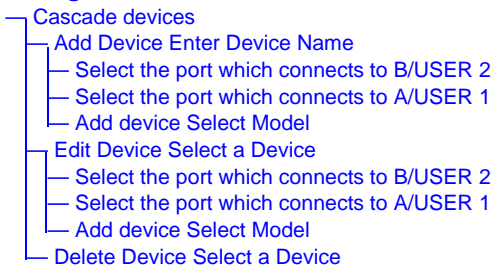 Cascade devices
Add Device Enter Device Name
Select the port which connects to B/USER 2
Select the port which connects to A/USER 1
Add device Select Model
Edit Device Select a Device
Select the port which connects to B/USER 2
Select the port which connects to A/USER 1
Add device Select Model
Delete Device Select a Device